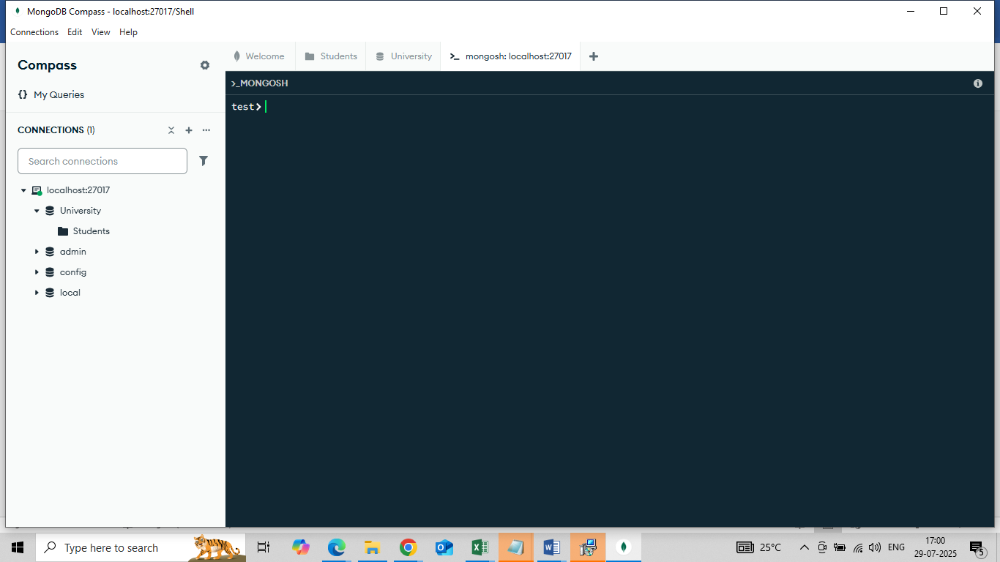 MongoDB Compass - localhost:27017/Shell
Connections Edit View Help
Compass
{} My Queries
CONNECTIONS (1)
Search connections
localhost:27017
University
Students
admin
config
local
Welcome Students University >_ mongosh: localhost:27017
>_MONGOSH
test>
Type here to search
25°C
ENG
17:00
29-07-2025
5